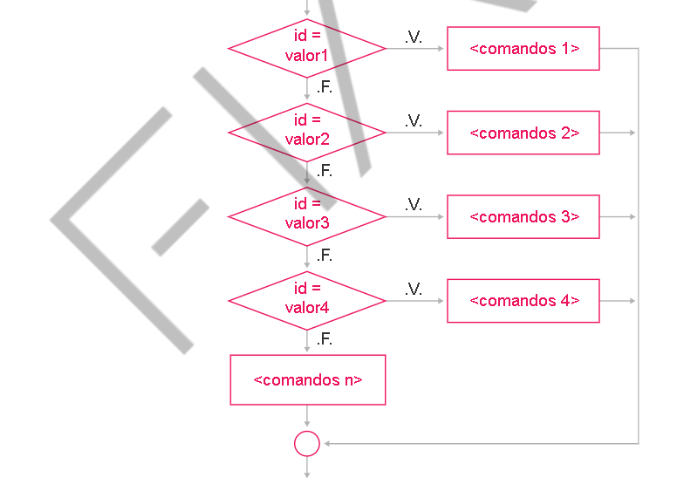 id =
valor1
.V.
<comandos 1>
.F.
id =
valor2
.V.
<comandos 2>
.F.
id =
valor3
.V.
<comandos 3>
.F.
id =
valor4
.V.
<comandos 4>
.F.
<comandos n>